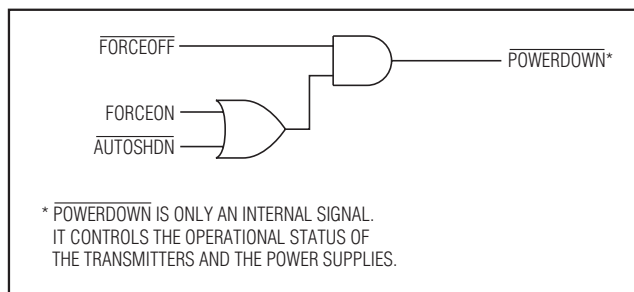 FORCEOFF
POWERDOWN*
FORCEON
AUTOSHDN
* POWERDOWN IS ONLY AN INTERNAL SIGNAL.
IT CONTROLS THE OPERATIONAL STATUS OF
THE TRANSMITTERS AND THE POWER SUPPLIES.